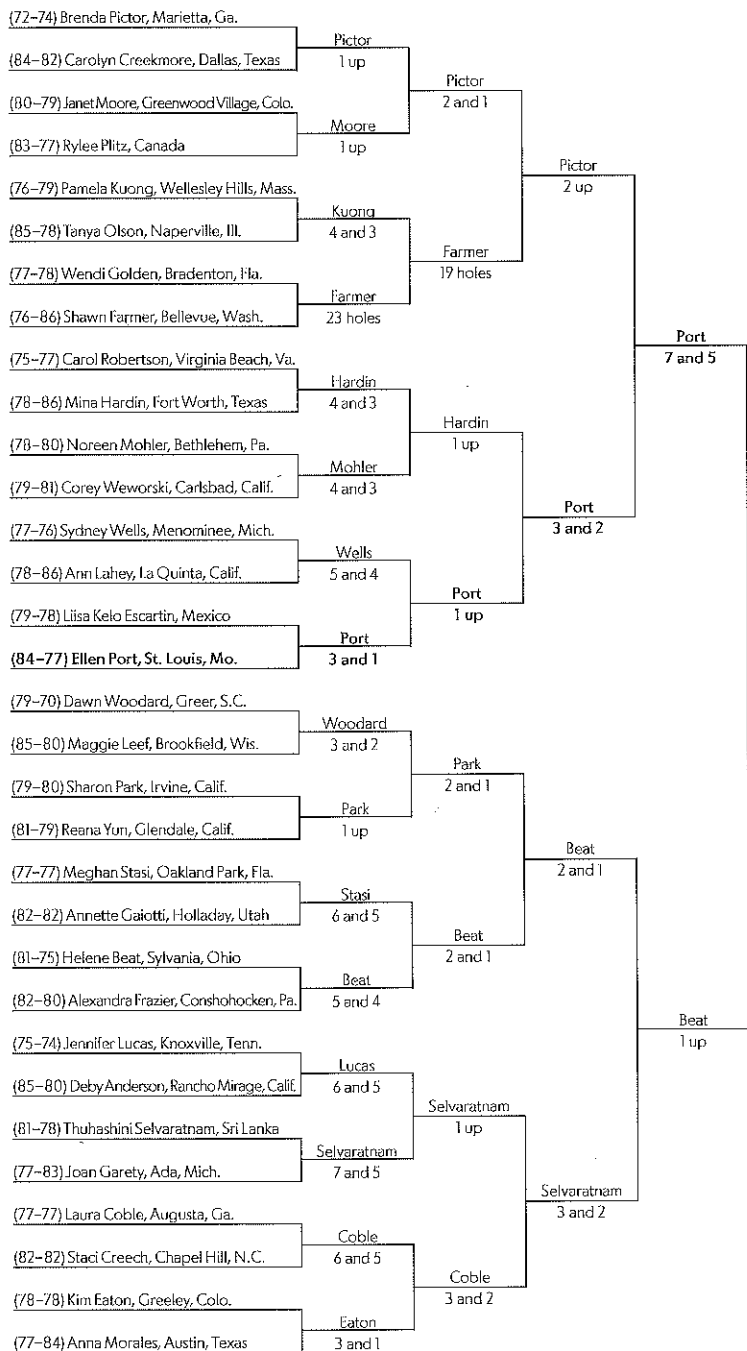 (72–74) Brenda Pictor, Marietta, Ga.
Pictor
1 up
(84–82) Carolyn Creekmore, Dallas, Texas
Pictor
2 and 1
(80–79) Janet Moore, Greenwood Village, Colo.
Moore
1 up
(83–77) Rylee Plitz, Canada
Pictor
2 up
(76–79) Pamela Kuong, Wellesley Hills, Mass.
Kuong
4 and 3
(85–78) Tanya Olson, Naperville, Ill.
Farmer
19 holes
(77–78) Wendi Golden, Bradenton, Fla.
Farmer
23 holes
(76–86) Shawn Farmer, Bellevue, Wash.
Port
7 and 5
(75–77) Carol Robertson, Virginia Beach, Va.
Hardin
4 and 3
(78–86) Mina Hardin, Fort Worth, Texas
Hardin
1 up
(78–80) Noreen Mohler, Bethlehem, Pa.
Mohler
4 and 3
(79–81) Corey Weworski, Carlsbad, Calif.
Port
3 and 2
(77–76) Sydney Wells, Menominee, Mich.
Wells
5 and 4
(78–86) Ann Lahey, La Quinta, Calif.
Port
1 up
(79–78) Liisa Kelo Escartin, Mexico
Port
3 and 1
(84–77) Ellen Port, St. Louis, Mo.
(79–70) Dawn Woodard, Greer, S.C.
Woodard
3 and 2
(85–80) Maggie Leef, Brookfield, Wis.
Park
2 and 1
(79–80) Sharon Park, Irvine, Calif.
Park
1 up
(81–79) Reana Yun, Glendale, Calif.
Beat
2 and 1
(77–77) Meghan Stasi, Oakland Park, Fla.
Stasi
6 and 5
(82–82) Annette Gaiotti, Holladay, Utah
Beat
2 and 1
(81–75) Helene Beat, Sylvania, Ohio
Beat
5 and 4
(82–80) Alexandra Frazier, Conshohocken, Pa.
Beat
1 up
(75–74) Jennifer Lucas, Knoxville, Tenn.
Lucas
6 and 5
(85–80) Deby Anderson, Rancho Mirage, Calif.
Selvaratnam
1 up
(81–78) Thuhashini Selvaratnam, Sri Lanka
Selvaratnam
7 and 5
(77–83) Joan Garety, Ada, Mich.
Selvaratnam
3 and 2
(77–77) Laura Coble, Augusta, Ga.
Coble
6 and 5
(82–82) Staci Creech, Chapel Hill, N.C.
Coble
3 and 2
(78–78) Kim Eaton, Greeley, Colo.
Eaton
3 and 1
(77–84) Anna Morales, Austin, Texas